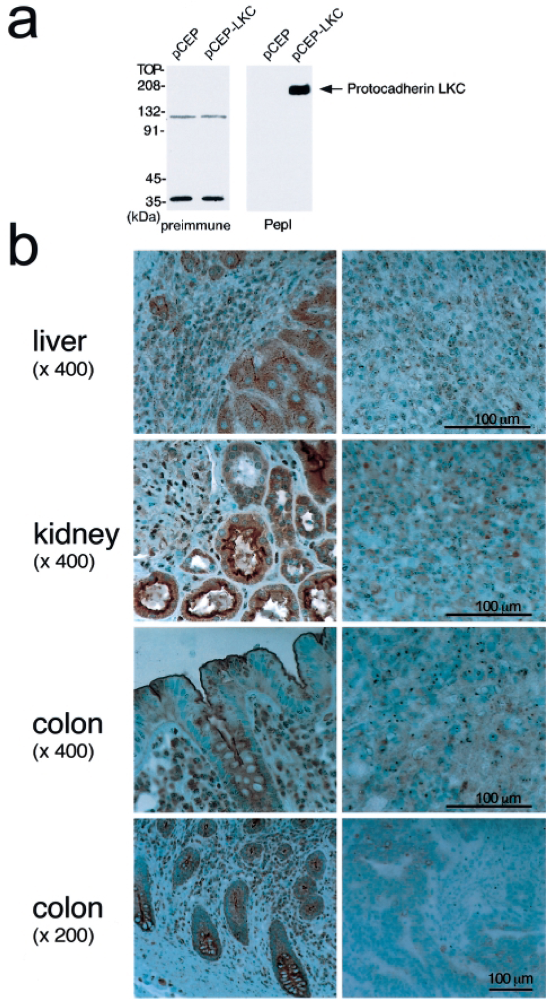 a
pCEP
pCEP-LKC
pCEP
pCEP-LKC
TOP-
208-
Protocadherin LKC
132-
91-
45-
35-
(kDa)
preimmune
PepI
b
liver
(x 400)
100 μm
kidney
(x 400)
100 μm
colon
(x 400)
100 μm
colon
(x 200)
100 μm